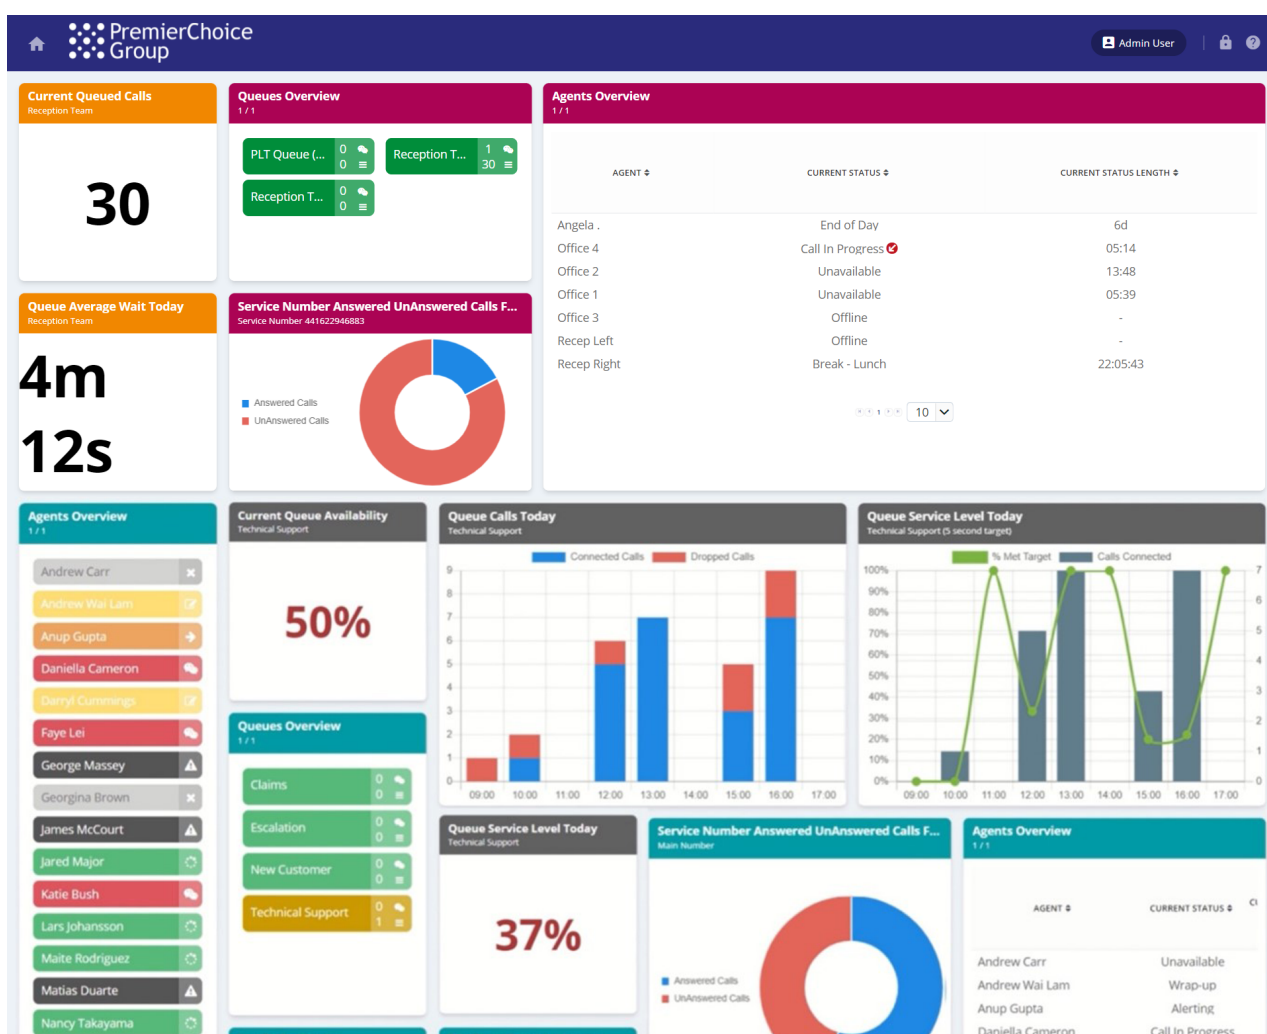 PremierChoice
Group
Admin User
Current Queued Calls
Reception Team
30
Queues Overview
1 / 1
PLT Queue (...
0
0
Reception T...
1
30
Reception T...
0
0
Agents Overview
1 / 1
AGENT
CURRENT STATUS
CURRENT STATUS LENGTH
Angela .
End of Day
6d
Office 4
Call In Progress
05:14
Office 2
Unavailable
13:48
Office 1
Unavailable
05:39
Office 3
Offline
-
Recep Left
Offline
-
Recep Right
Break - Lunch
22:05:43
1
10
Queue Average Wait Today
Reception Team
4m
12s
Service Number Answered UnAnswered Calls F...
Service Number 441622946883
Answered Calls
UnAnswered Calls
Agents Overview
1 / 1
Andrew Carr
Andrew Wai Lam
Anup Gupta
Daniella Cameron
Darryl Cummings
Faye Lei
George Massey
Georgina Brown
James McCourt
Jared Major
Katie Bush
Lars Johansson
Maite Rodriguez
Matias Duarte
Nancy Takayama
Current Queue Availability
Technical Support
50%
Queues Overview
1 / 1
Claims
0
0
Escalation
0
0
New Customer
0
0
Technical Support
0
1
Queue Calls Today
Technical Support
Connected Calls
Dropped Calls
9
8
7
6
5
4
3
2
1
0
09:00 10:00 11:00 12:00 13:00 14:00 15:00 16:00 17:00
Queue Service Level Today
Technical Support (5 second target)
% Met Target
Calls Connected
100%
90%
80%
70%
60%
50%
40%
30%
20%
10%
0%
7
6
5
4
3
2
1
0
09:00 10:00 11:00 12:00 13:00 14:00 15:00 16:00 17:00
Queue Service Level Today
Technical Support
37%
Service Number Answered UnAnswered Calls F...
Main Number
Answered Calls
UnAnswered Calls
Agents Overview
1 / 1
AGENT
CURRENT STATUS
Andrew Carr
Unavailable
Andrew Wai Lam
Wrap-up
Anup Gupta
Alerting
Daniella Cameron
Call In Progress